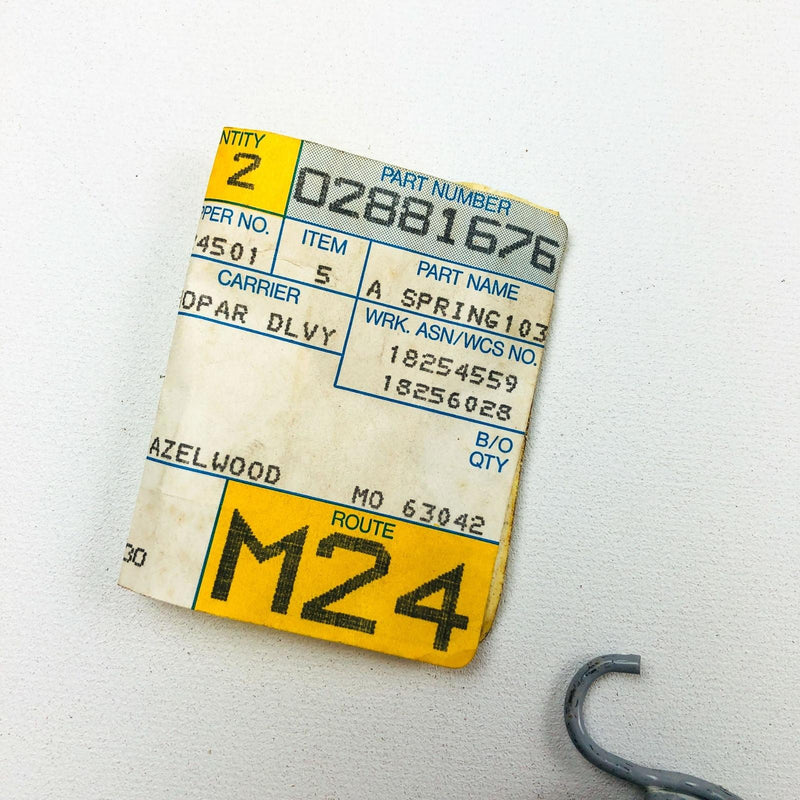 NTITY
2
PART NUMBER
02881676
PPER NO.
4501
ITEM
5
PART NAME
A SPRING103
CARRIER
OPAR DLVY
WRK. ASN/WCS NO.
18254559
18256028
B/O
QTY
AZELWOOD MO 63042
30
ROUTE
M24